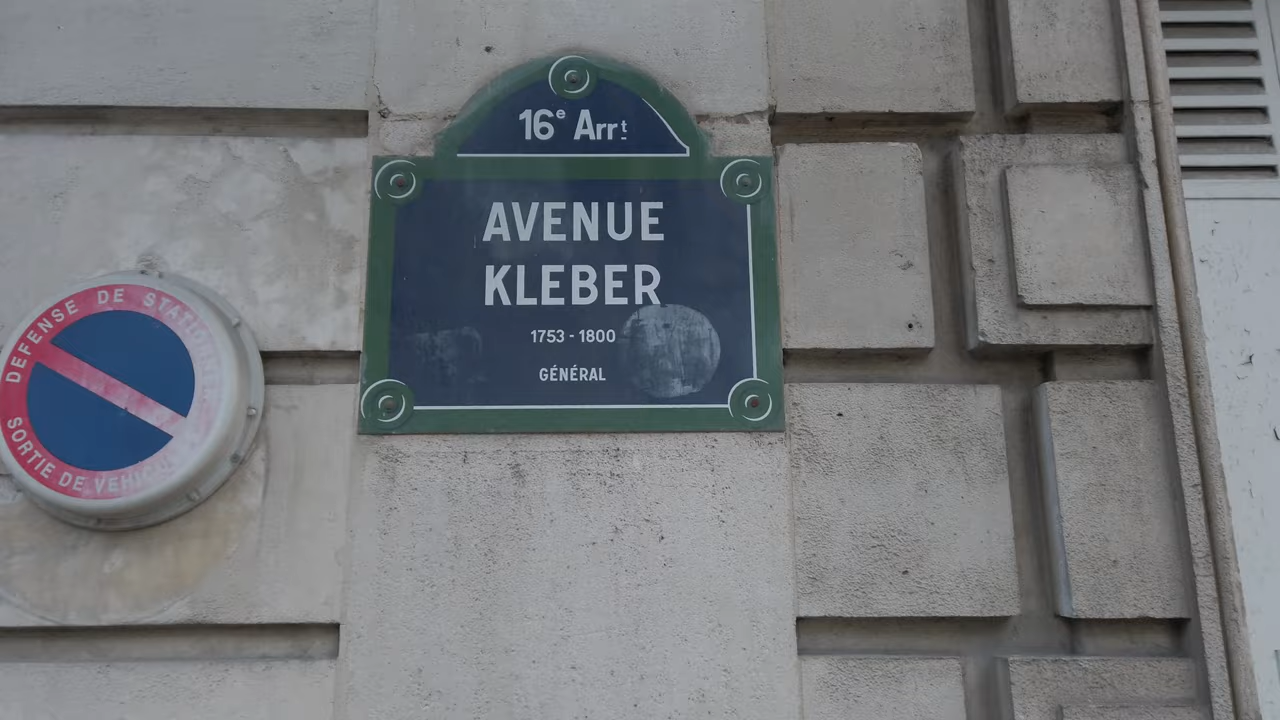 16e Arrt
AVENUE
KLEBER
1753 - 1800
GÉNÉRAL
DEFENSE DE STATIONNER
SORTIE DE VEHICULES